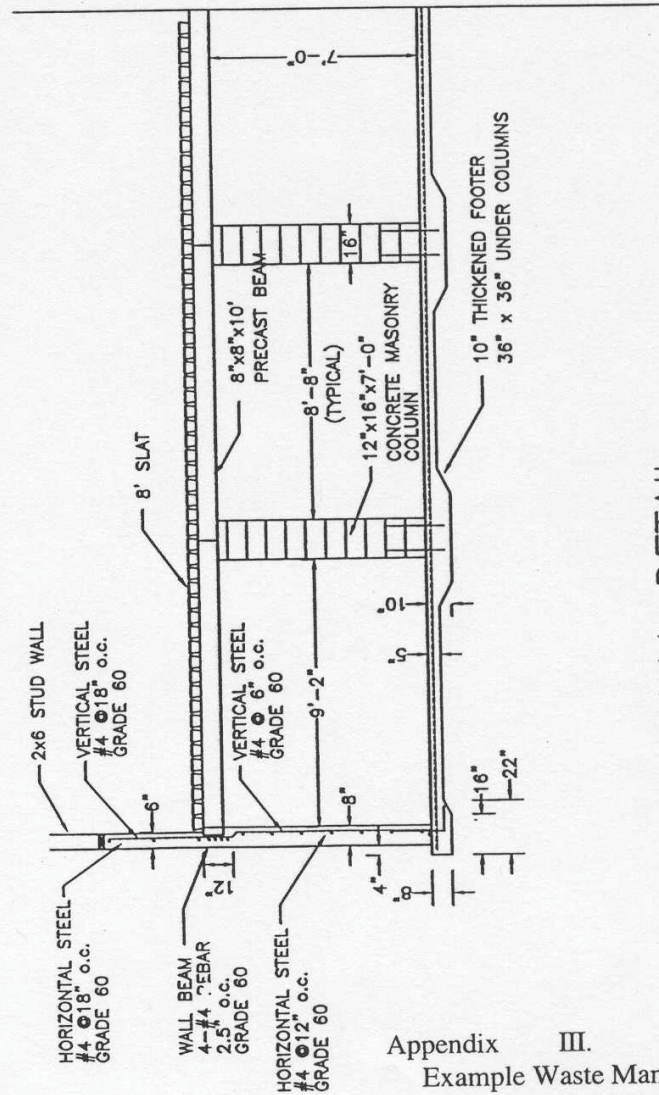 2x6 STUD WALL
VERTICAL STEEL
#4 @18" o.c.
GRADE 60
HORIZONTAL STEEL
#4 @18" o.c.
GRADE 60
8' SLAT
6"
12"
WALL BEAM
4-#4 REBAR
2.5" o.c.
GRADE 60
8"x8"x10'
PRECAST BEAM
7'-0"
VERTICAL STEEL
#4 @ 6" o.c.
GRADE 60
9'-2"
8'-8"
(TYPICAL)
16"
12"x16"x7'-0"
CONCRETE MASONRY
COLUMN
8"
HORIZONTAL STEEL
#4 @12" o.c.
GRADE 60
4"
8"
16"
22"
5"
10"
10" THICKENED FOOTER
36" x 36" UNDER COLUMNS
Appendix III.
Example Waste Man